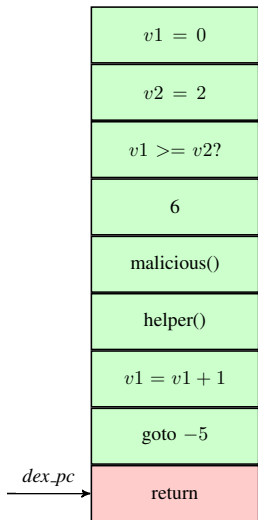 v1 = 0
v2 = 2
v1 >= v2?
6
malicious()
helper()
v1 = v1 + 1
goto −5
dex_pc
return